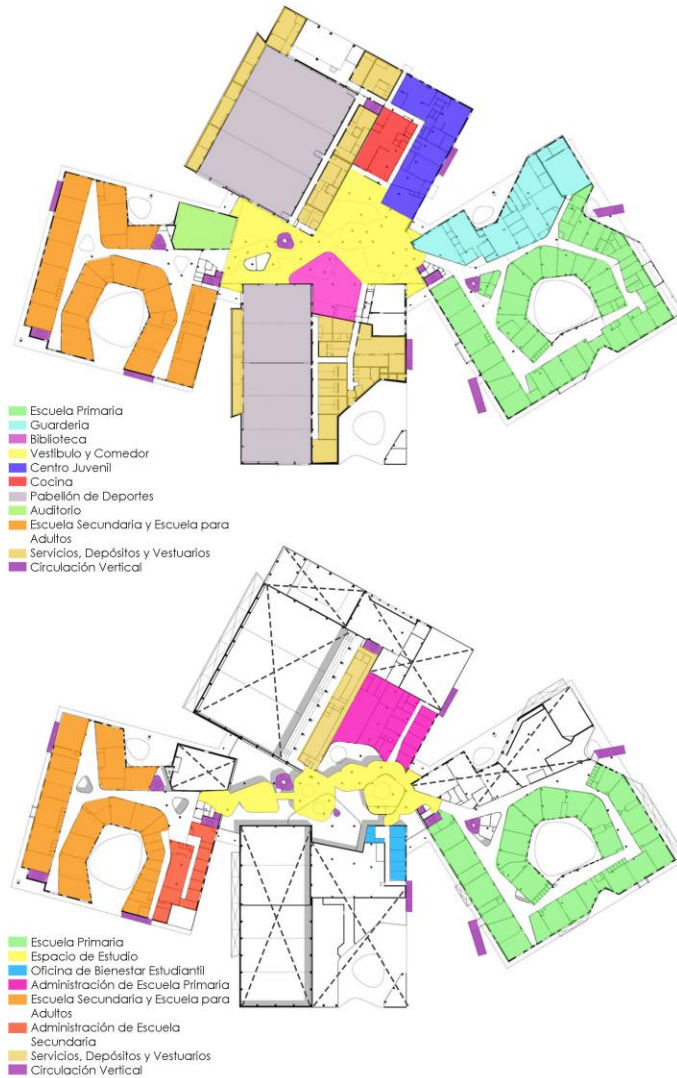 Escuela Primaria
Guarderia
Biblioteca
Vestíbulo y Comedor
Centro Juvenil
Cocina
Pabellón de Deportes
Auditorio
Escuela Secundaria y Escuela para
Adultos
Servicios, Depósitos y Vestuarios
Circulación Vertical
Escuela Primaria
Espacio de Estudio
Oficina de Bienestar Estudiantil
Administración de Escuela Primaria
Escuela Secundaria y Escuela para
Adultos
Administración de Escuela
Secundaria
Servicios, Depósitos y Vestuarios
Circulación Vertical